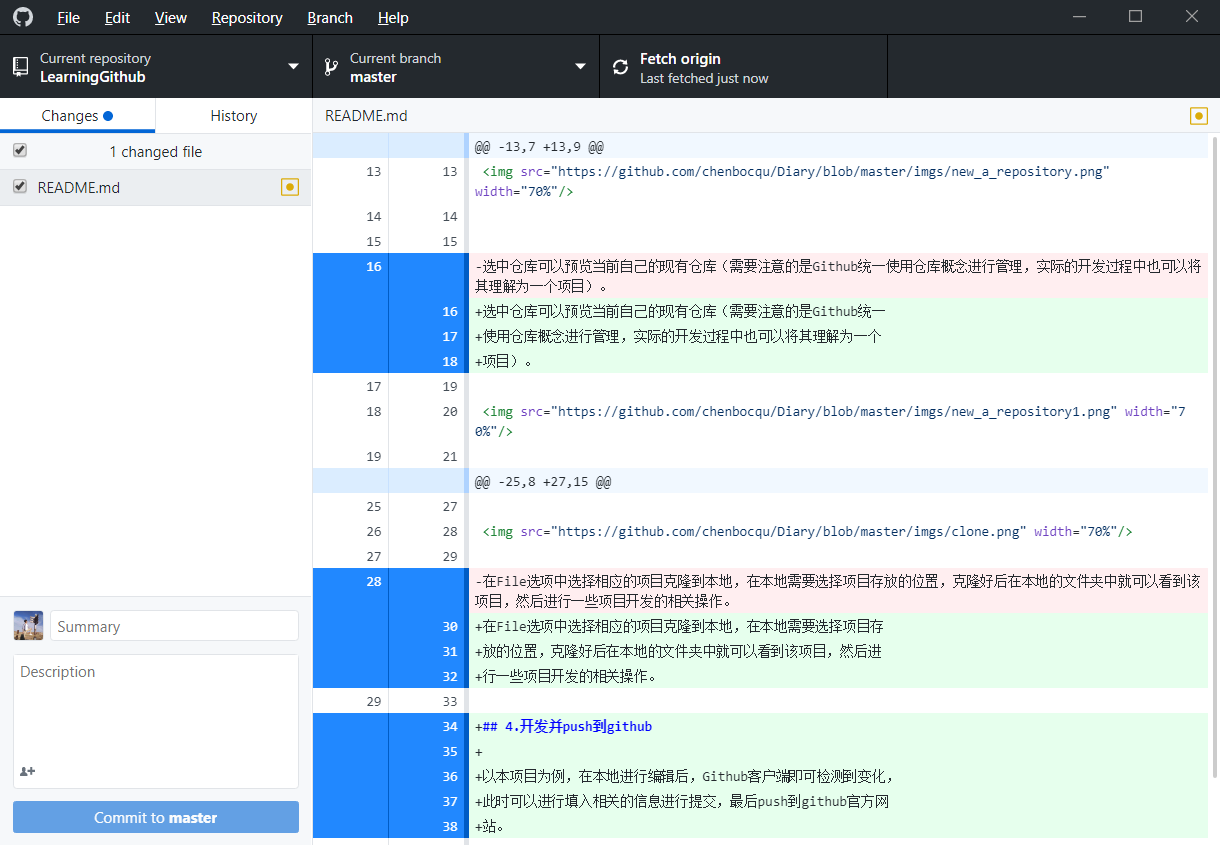 File Edit View Repository Branch Help
Current repository
LearningGithub
Current branch
master
Fetch origin
Last fetched just now
Changes History
README.md
1 changed file
README.md
@@ -13,7 +13,9 @@
13 13 <img src="https://github.com/chenbocqu/Diary/blob/master/imgs/new_a_repository.png"
width="70%"/>
14 14
15 15
16 -选中仓库可以预览当前自己的现有仓库（需要注意的是Github统一使用仓库概念进行管理，实际的开发过程中也可以将
其理解为一个项目）。
16 +选中仓库可以预览当前自己的现有仓库（需要注意的是Github统一
17 +使用仓库概念进行管理，实际的开发过程中也可以将其理解为一个
18 +项目）。
17 19
18 20 <img src="https://github.com/chenbocqu/Diary/blob/master/imgs/new_a_repository1.png" width="7
0%"/>
19 21
@@ -25,8 +27,15 @@
25 27
26 28 <img src="https://github.com/chenbocqu/Diary/blob/master/imgs/clone.png" width="70%"/>
27 29
28 -在File选项中选择相应的项目克隆到本地，在本地需要选择项目存放的位置，克隆好后在本地的文件夹中就可以看到该
项目，然后进行一些项目开发的相关操作。
30 +在File选项中选择相应的项目克隆到本地，在本地需要选择项目存
31 +放的位置，克隆好后在本地的文件夹中就可以看到该项目，然后进
32 +行一些项目开发的相关操作。
29 33
34 +## 4.开发并push到github
35 +
36 +以本项目为例，在本地进行编辑后，Github客户端即可检测到变化，
37 +此时可以进行填入相关的信息进行提交，最后push到github官方网
38 +站。
Summary
Description
Commit to master